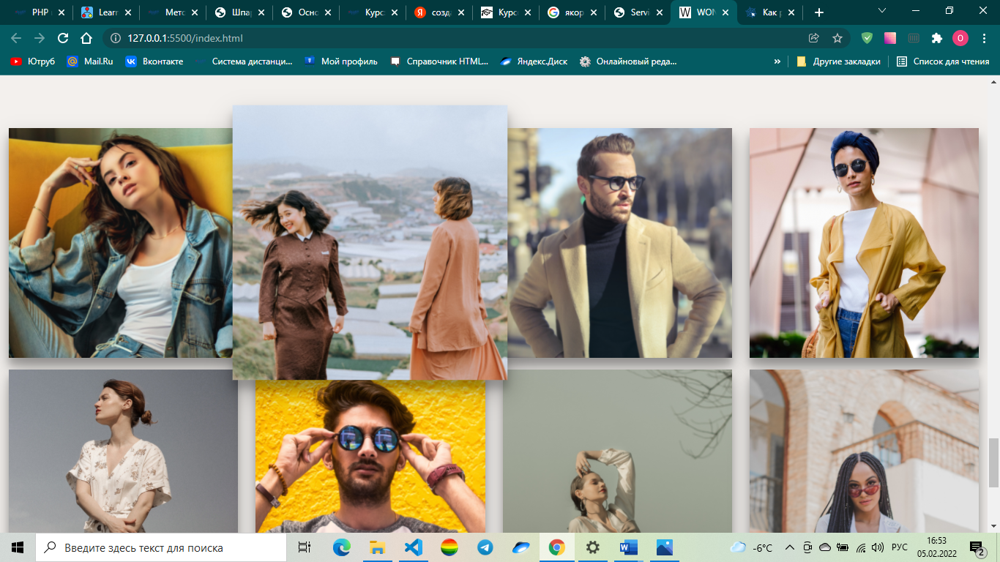 PHP
Learn
Мето
Шпар
Осно
Курс:
созда
Курс
якор
Servi
WON
Как р
127.0.0.1:5500/index.html
О
Ютруб
Mail.Ru
Вконтакте
Система дистанци...
Мой профиль
Справочник HTML...
Яндекс.Диск
Онлайновый реда...
»
Другие закладки
Список для чтения
Введите здесь текст для поиска
-6°C
РУС
16:53
05.02.2022
2